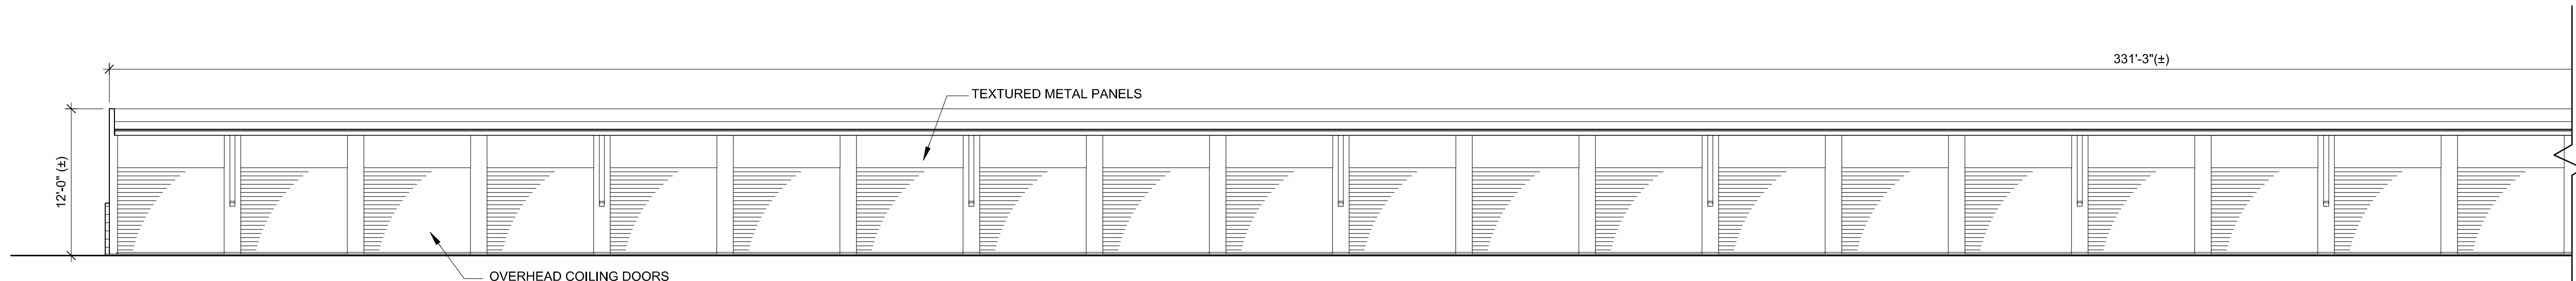 331'-3"(±)
TEXTURED METAL PANELS
12'-0" (±)
OVERHEAD COILING DOORS